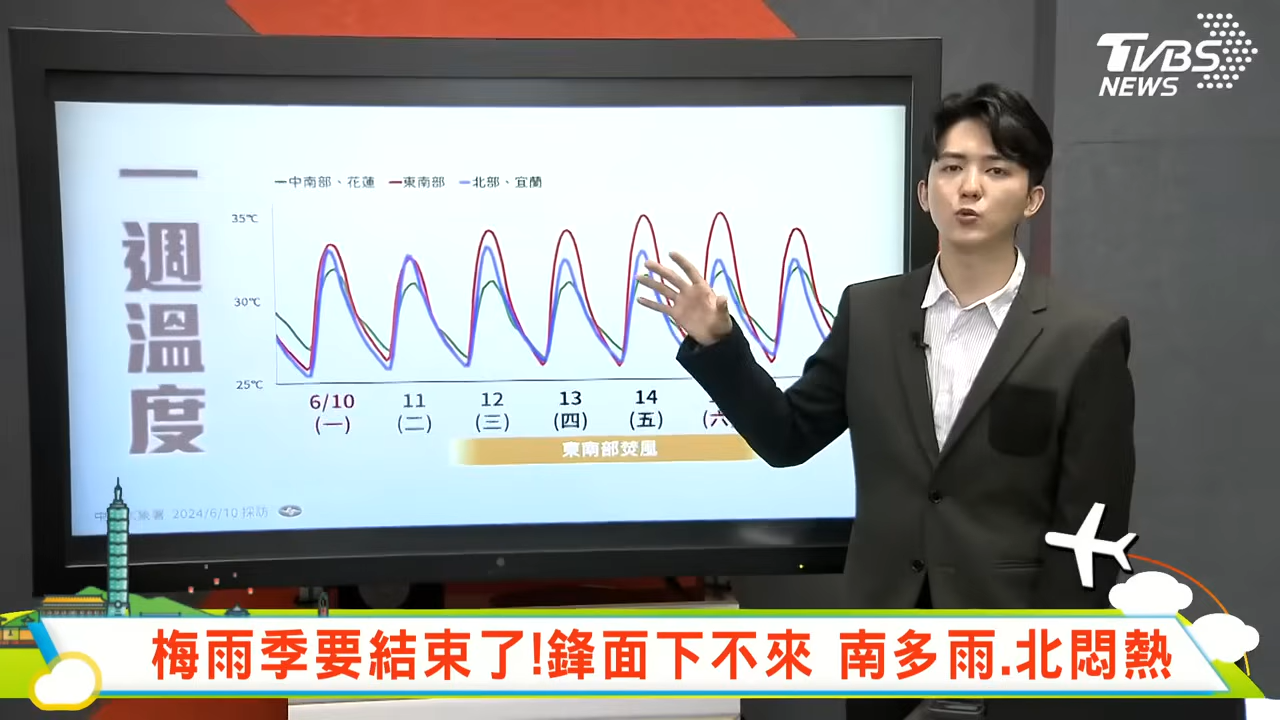 TVBS
NEWS
一週溫度
中南部、花蓮 東南部 北部、宜蘭
35℃
30℃
25℃
6/10 11 12 13 14
(一) (二) (三) (四) (五) (六
東南部焚風
象署 2024/6/10 採訪
梅雨季要結束了!鋒面下不來 南多雨.北悶熱